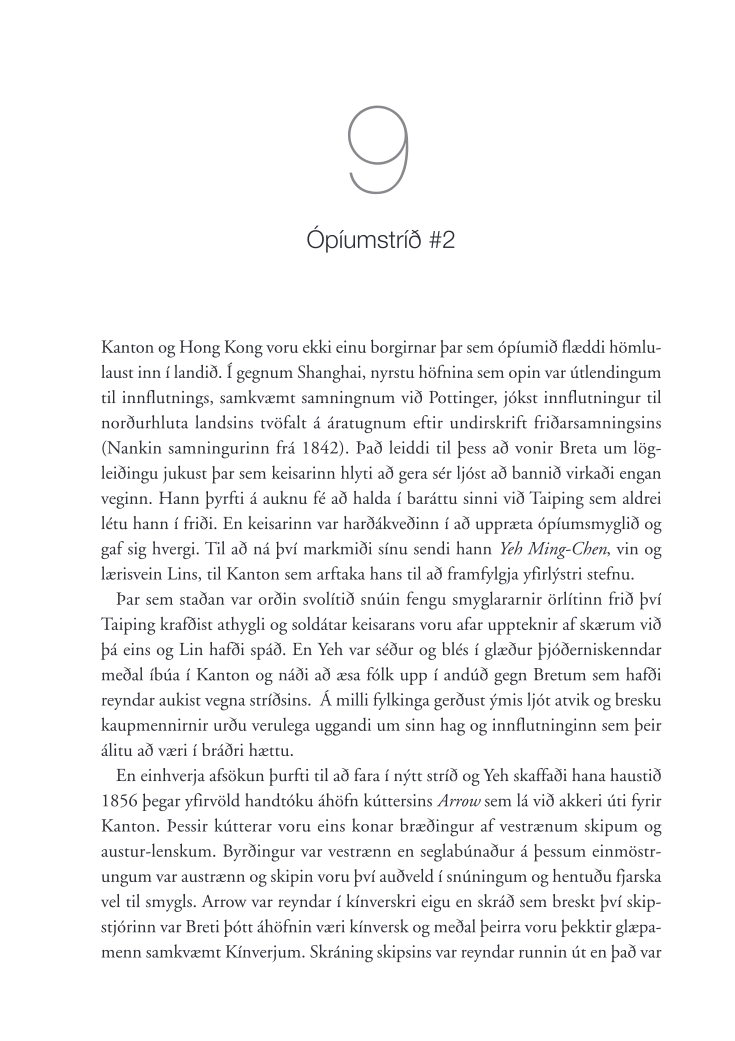 9
Ópíumstríð #2
Kanton og Hong Kong voru ekki einu borgirnar þar sem ópíumið flæddi hömlu-
laust inn í landið. Í gegnum Shanghai, nyrstu höfnina sem opin var útlendingum
til innflutnings, samkvæmt samningnum við Pottinger, jókst innflutningur til
norðurhluta landsins tvöfalt á áratugnum eftir undirskrift friðarsamningsins
(Nankin samningurinn frá 1842). Það leiddi til þess að vonir Breta um lög-
leiðingu jukust þar sem keisarinn hlyti að gera sér ljóst að bannið virkaði engan
veginn. Hann þyrfti á auknu fé að halda í baráttu sinni við Taiping sem aldrei
létu hann í friði. En keisarinn var harðákveðinn í að uppræta ópíumsmyglið og
gaf sig hvergi. Til að ná því markmiði sínu sendi hann Yeh Ming-Chen, vin og
lærisvein Lins, til Kanton sem arftaka hans til að framfylgja yfirlýstri stefnu.
Þar sem staðan var orðin svolítið snúin fengu smyglararnir örlítinn frið því
Taiping krafðist athygli og soldátar keisarans voru afar uppteknir af skærum við
þá eins og Lin hafði spáð. En Yeh var séður og blés í glæður þjóðerniskenndar
meðal íbúa í Kanton og náði að æsa fólk upp í andúð gegn Bretum sem hafði
reyndar aukist vegna stríðsins. Á milli fylkinga gerðust ýmis ljót atvik og bresku
kaupmennirnir urðu verulega uggandi um sinn hag og innflutninginn sem þeir
álitu að væri í bráðri hættu.
En einhverja afsökun þurfti til að fara í nýtt stríð og Yeh skaffaði hana haustið
1856 þegar yfirvöld handtóku áhöfn kúttersins Arrow sem lá við akkeri úti fyrir
Kanton. Þessir kútterar voru eins konar bræðingur af vestrænum skipum og
austur-lenskum. Byrðingur var vestrænn en seglabúnaður á þessum einmöstr-
ungum var austrænn og skipin voru því auðveld í snúningum og hentuðu fjarska
vel til smygls. Arrow var reyndar í kínverskri eigu en skráð sem breskt því skip-
stjórinn var Breti þótt áhöfnin væri kínversk og meðal þeirra voru þekktir glæpa-
menn samkvæmt Kínverjum. Skráning skipsins var reyndar runnin út en það var